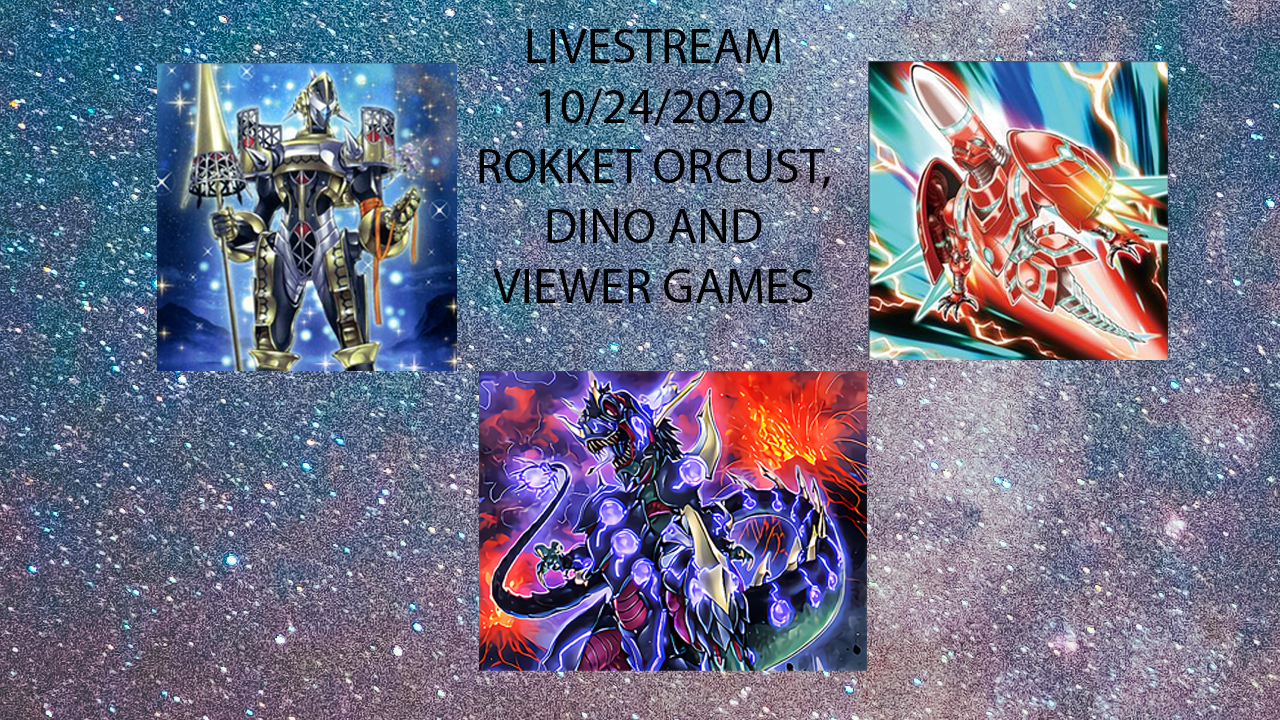 LIVESTREAM
10/24/2020
ROKKET ORCUST,
DINO AND
VIEWER GAMES